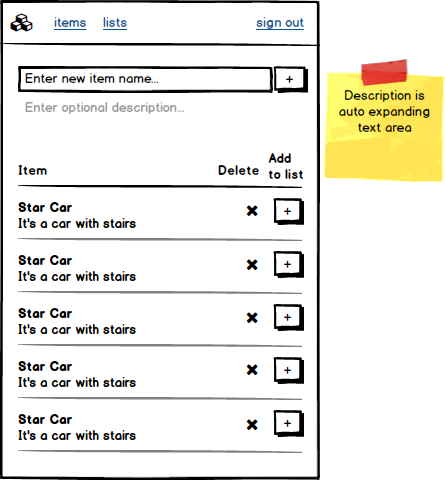 items lists sign out
Enter new item name... +
Enter optional description...
Description is
auto expanding
text area
Item Delete Add
to list
Star Car
It's a car with stairs
+
Star Car
It's a car with stairs
+
Star Car
It's a car with stairs
+
Star Car
It's a car with stairs
+
Star Car
It's a car with stairs
+